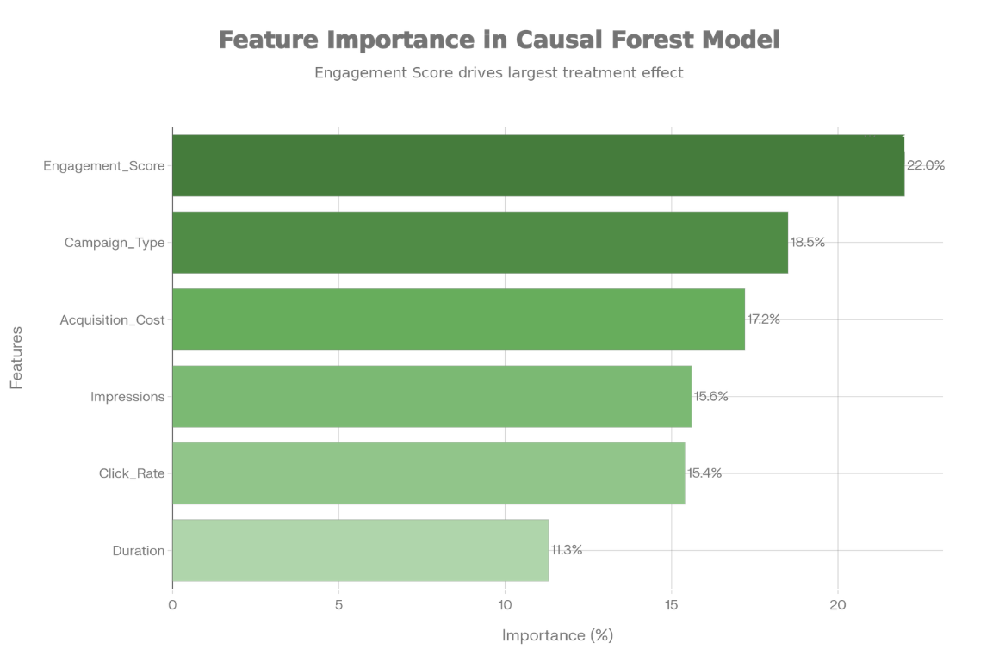 Feature Importance in Causal Forest Model
Engagement Score drives largest treatment effect
Features
Engagement_Score
22.0%
Campaign_Type
18.5%
Acquisition_Cost
17.2%
Impressions
15.6%
Click_Rate
15.4%
Duration
11.3%
0
5
10
15
20
Importance (%)